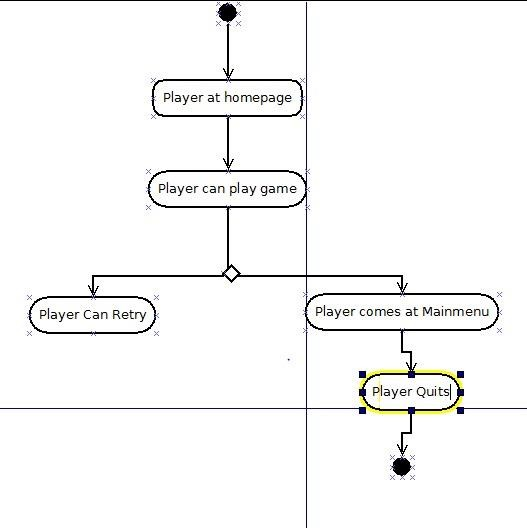 Player at homepage
Player can play game
Player Can Retry
Player comes at Mainmenu
Player Quits